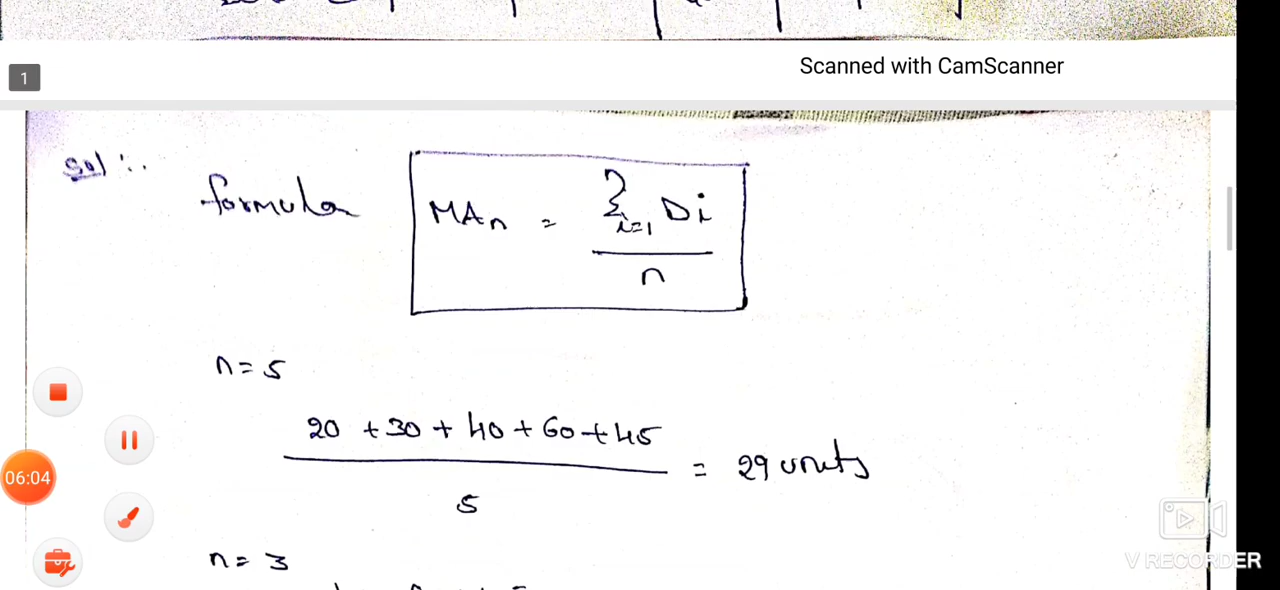 1
Scanned with CamScanner
Sol :-
formula
MAn = Σ i=1 Di
n
n = 5
20 + 30 + 40 + 60 + 45
= 29 units
5
n = 3
06:04
V RECORDER